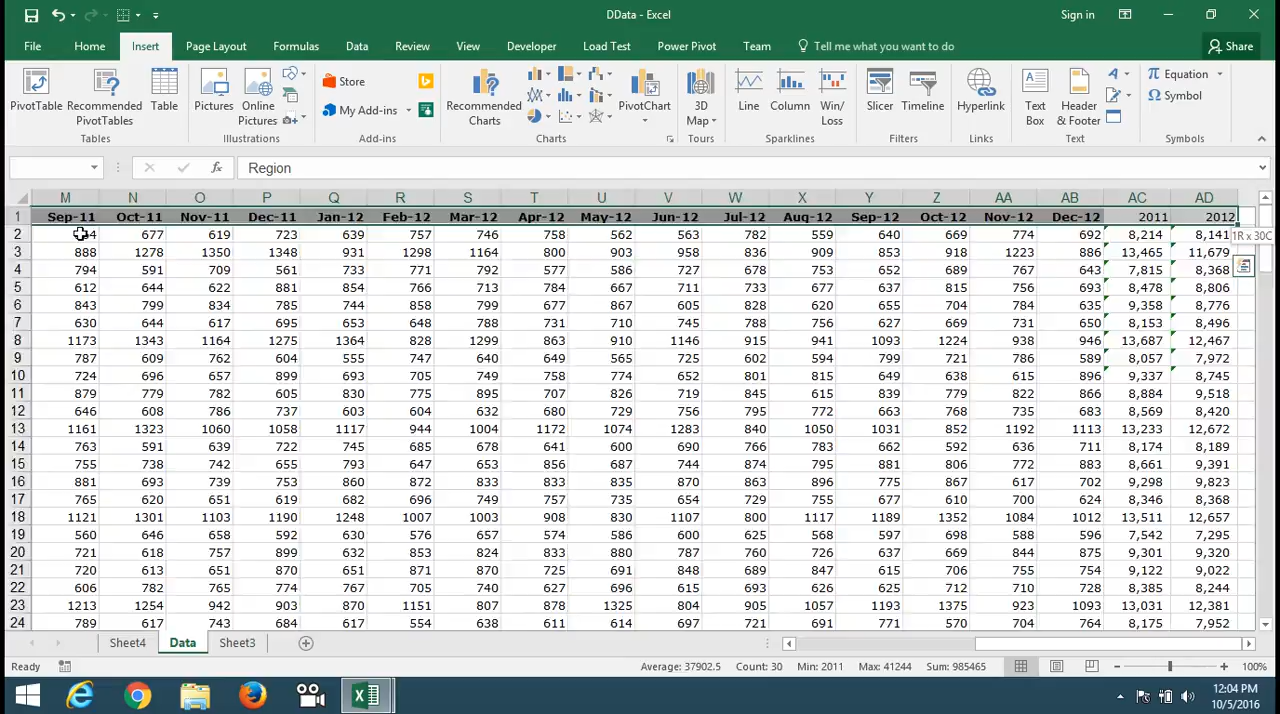 DData - Excel
Sign in
File Home Insert Page Layout Formulas Data Review View Developer Load Test Power Pivot Team Tell me what you want to do Share
PivotTable Recommended PivotTables Table Pictures Online Pictures Store My Add-ins Recommended Charts PivotChart 3D Map Line Column Win/ Loss Slicer Timeline Hyperlink Text Box Header & Footer Equation Symbol
Tables Illustrations Add-ins Charts Tours Sparklines Filters Links Text Symbols
fx Region
M N O P Q R S T U V W X Y Z AA AB AC AD
1 Sep-11 Oct-11 Nov-11 Dec-11 Jan-12 Feb-12 Mar-12 Apr-12 May-12 Jun-12 Jul-12 Aug-12 Sep-12 Oct-12 Nov-12 Dec-12 2011 2012
2 677 619 723 639 757 746 758 562 563 782 559 640 669 774 692 8,214 8,141 1R x 30C
3 888 1278 1350 1348 931 1298 1164 800 903 958 836 909 853 918 1223 886 13,465 11,679
4 794 591 709 561 733 771 792 577 586 727 678 753 652 689 767 643 7,815 8,368
5 612 644 622 881 854 766 713 784 667 711 815 677 637 815 756 693 8,478 8,806
6 843 799 834 785 744 858 799 677 867 605 828 620 655 704 784 635 9,358 8,776
7 630 644 617 695 653 648 788 731 710 745 788 756 627 669 731 650 8,153 8,496
8 1173 1343 1164 1275 1364 828 1299 863 910 1146 915 941 1093 1224 938 946 13,687 12,467
9 787 609 762 604 555 747 640 649 565 725 602 594 799 721 786 589 8,057 7,972
10 724 696 657 899 693 705 749 758 774 652 801 815 649 638 615 896 9,337 8,745
11 879 779 782 605 830 775 895 707 826 719 845 615 839 779 822 866 8,884 9,518
12 646 608 786 737 603 604 632 680 729 756 795 772 663 768 735 683 8,569 8,420
13 1161 1323 1060 1058 1117 944 1004 1172 1074 1283 840 1050 1031 852 1192 1113 13,233 12,672
14 763 591 639 722 745 685 678 641 600 690 766 783 662 592 636 711 8,174 8,189
15 755 738 742 655 793 647 653 856 687 744 874 795 881 806 772 883 8,661 9,391
16 881 693 739 753 860 872 833 833 835 870 863 896 775 867 617 702 9,298 9,823
17 765 620 651 619 682 696 749 757 735 654 729 755 677 610 700 624 8,346 8,368
18 1121 1301 1103 1190 1248 1007 1003 908 830 1107 800 1117 1189 1352 1084 1012 13,511 12,657
19 560 646 658 592 630 576 657 574 586 600 625 568 597 698 588 596 7,542 7,295
20 721 618 757 899 632 853 824 833 880 787 760 726 637 669 844 875 9,301 9,320
21 720 613 651 870 651 871 870 725 691 848 689 847 615 706 755 754 9,122 9,022
22 606 782 765 774 767 705 740 627 696 615 693 626 625 712 710 728 8,385 8,244
23 1213 1254 942 903 870 1151 807 878 1325 804 905 1057 1193 1375 923 1093 13,031 12,381
24 789 617 743 684 617 554 638 611 614 697 721 691 771 570 704 764 8,175 7,952
Sheet4 Data Sheet3
Ready Average: 37902.5 Count: 30 Min: 2011 Max: 41244 Sum: 985465 100%
12:04 PM
10/5/2016